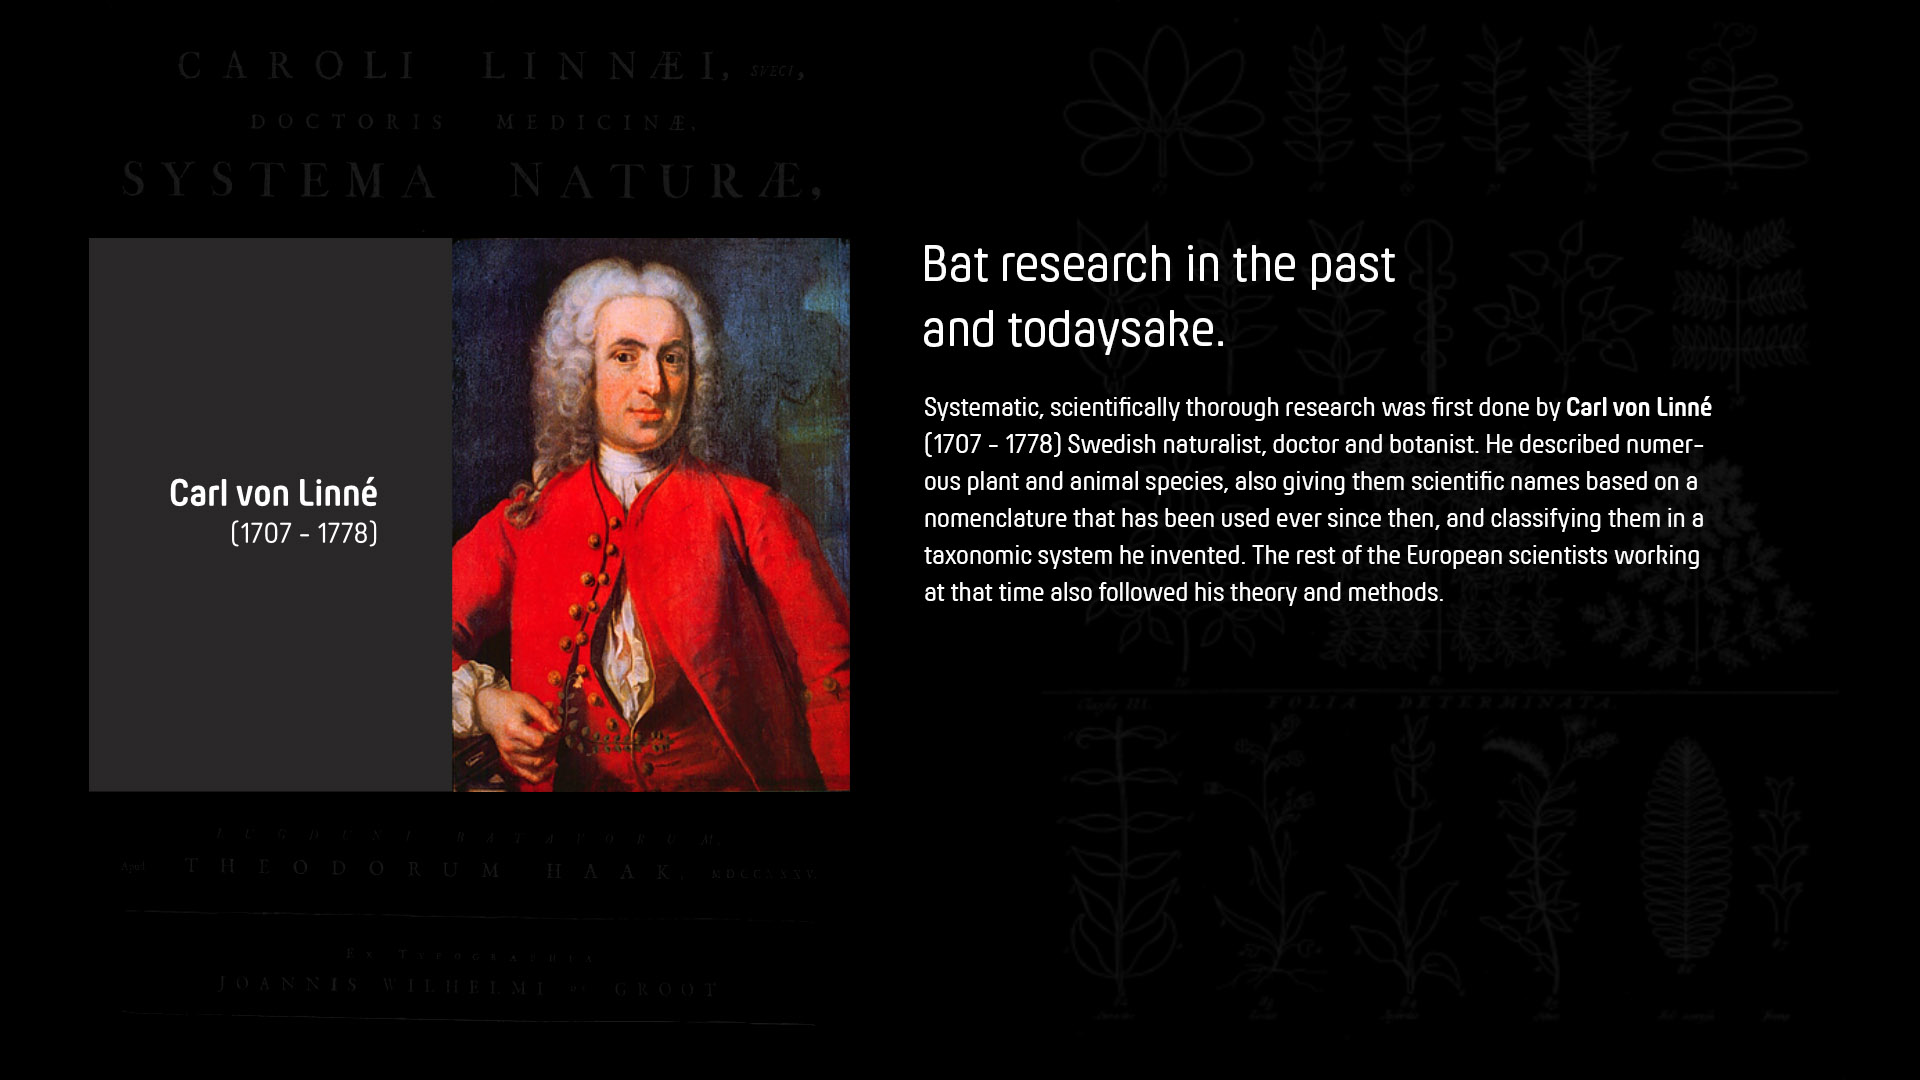 CAROLI LINNÆI, SVECI,
DOCTORIS MEDICINÆ,
SYSTEMA NATURÆ,
Carl von Linné
(1707 - 1778)
Bat research in the past
and todaysake.
Systematic, scientifically thorough research was first done by Carl von Linné
(1707 - 1778) Swedish naturalist, doctor and botanist. He described numer-
ous plant and animal species, also giving them scientific names based on a
nomenclature that has been used ever since then, and classifying them in a
taxonomic system he invented. The rest of the European scientists working
at that time also followed his theory and methods.
FOLIA DETERMINATA.
LUGDUNI BATAVORUM,
Apud THEODORUM HAAK, MDCCXXXV.
EX TYPOGRAPHIA
JOANNIS WILHELMI DE GROOT